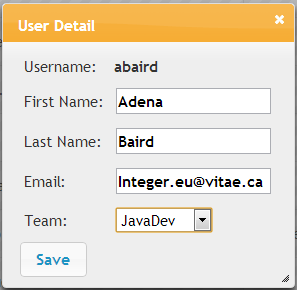 User Detail
Username: abaird
First Name: Adena
Last Name: Baird
Email: Integer.eu@vitae.ca
Team: JavaDev
Save